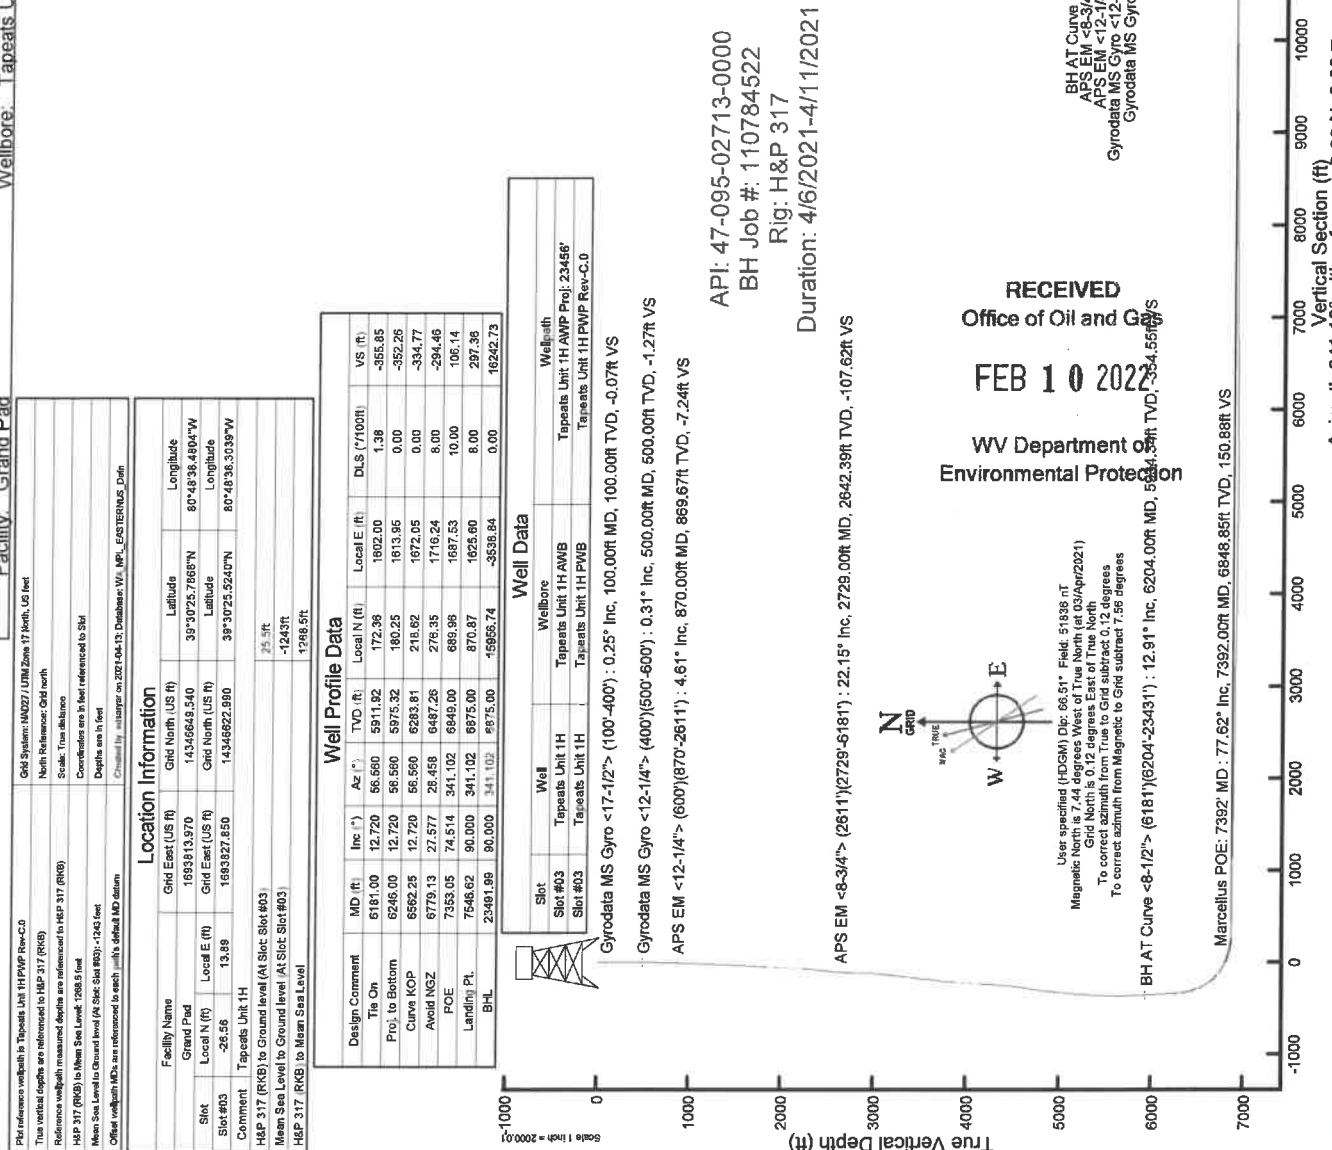 Facility: Grand Pad
Wellbore: Tapeats U
Plot reference wellpath is Tapeats Unit 1H PWP Rev-C.0
True vertical depths are referenced to H&P 317 (RKB)
Reference wellpath measured depths are referenced to H&P 317 (RKB)
H&P 317 (RKB) to Mean Sea Level: 1268.5 feet
Mean Sea Level to Ground level (At Slot: Slot #03): -1243 feet
Offset wellpath MDs are referenced to each path's default MD datum
Grid System: NAD27 / UTM Zone 17 North, US feet
North Reference: Grid north
Scale: True distance
Coordinates are in feet referenced to Slot
Depths are in feet
Created by on 2021-04-13; Database: WA_MPL_EASTERNUS_Defn
Location Information
Facility Name Grid East (US ft) Grid North (US ft) Latitude Longitude
Grand Pad 1693813.970 14346649.540 39°30'25.7868"N 80°48'38.4804"W
Slot Local N (ft) Local E (ft) Grid East (US ft) Grid North (US ft) Latitude Longitude
Slot #03 -26.56 13.89 1693827.850 14346622.990 39°30'25.5240"N 80°48'38.3039"W
Comment Tapeats Unit 1H
H&P 317 (RKB) to Ground level (At Slot: Slot #03) 25.5ft
Mean Sea Level to Ground level (At Slot: Slot #03) -1243ft
H&P 317 (RKB) to Mean Sea Level 1268.5ft
Well Profile Data
Design Comment MD (ft) Inc (°) Az (°) TVD (ft) Local N (ft) Local E (ft) DLS (°/100ft) VS (ft)
Tie On 6181.00 12.720 56.560 5911.92 172.36 1602.00 1.38 -355.85
Proj. to Bottom 6246.00 12.720 56.560 5975.32 180.25 1613.95 0.00 -352.26
Curve KOP 6562.25 12.720 56.560 6283.81 218.62 1672.05 0.00 -334.77
Avoid NGZ 6779.13 27.577 28.458 6487.26 276.35 1716.24 8.00 -294.46
POE 7353.05 74.514 341.102 6849.00 689.98 1687.53 10.00 106.14
Landing Pt. 7546.62 90.000 341.102 6875.00 870.87 1625.60 8.00 297.36
BHL 23491.99 90.000 341.102 6875.00 15956.74 -3538.84 0.00 16242.73
Well Data
Slot Well Wellbore Wellpath
Slot #03 Tapeats Unit 1H Tapeats Unit 1H AWB Tapeats Unit 1H AWP Proj: 23456'
Slot #03 Tapeats Unit 1H Tapeats Unit 1H PWB Tapeats Unit 1H PWP Rev-C.0
Scale 1 inch = 2000.0
-1000
0
1000
2000
3000
4000
5000
6000
7000
True Vertical Depth (ft)
Gyrodata MS Gyro <17-1/2"> (100'-400') : 0.25° Inc, 100.00ft MD, 100.00ft TVD, -0.07ft VS
Gyrodata MS Gyro <12-1/4"> (400')(500'-600') : 0.31° Inc, 500.00ft MD, 500.00ft TVD, -1.27ft VS
APS EM <12-1/4"> (600')(870'-2611') : 4.61° Inc, 870.00ft MD, 869.67ft TVD, -7.24ft VS
API: 47-095-02713-0000
BH Job #: 110784522
Rig: H&P 317
Duration: 4/6/2021-4/11/2021
APS EM <8-3/4"> (2611')(2729'-6181') : 22.15° Inc, 2729.00ft MD, 2642.39ft TVD, -107.62ft VS
N
GRID
TRUE
MAG
W
E
RECEIVED
Office of Oil and Gas
FEB 10 2022
WV Department of
Environmental Protection
User specified (HDGM) Dip: 66.51° Field: 51836 nT
Magnetic North is 7.44 degrees West of True North (at 03/Apr/2021)
Grid North is 0.12 degrees East of True North
To correct azimuth from True to Grid subtract 0.12 degrees
To correct azimuth from Magnetic to Grid subtract 7.56 degrees
BH AT Curve <8-1/2"> (6181')(6204'-23431') : 12.91° Inc, 6204.00ft MD, TVD, -354.55ft VS
Marcellus POE: 7392' MD : 77.62° Inc, 7392.00ft MD, 6848.85ft TVD, 150.88ft VS
BH AT Curve
APS EM <8-3/4
APS EM <12-1/
Gyrodata MS Gyro <12-
Gyrodata MS Gyro
-1000
0
1000
2000
3000
4000
5000
6000
7000
8000
9000
10000
Vertical Section (ft)